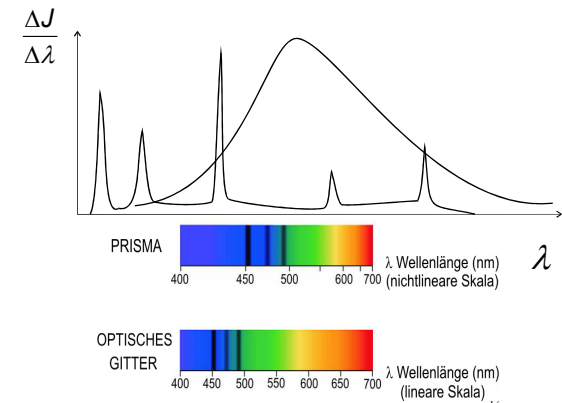 ΔJ
Δλ
PRISMA
400 450 500 600 700
λ Wellenlänge (nm)
(nichtlineare Skala)
λ
OPTISCHES
GITTER
400 450 500 550 600 650 700
λ Wellenlänge (nm)
(lineare Skala)